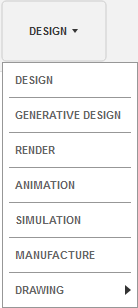 DESIGN
DESIGN
GENERATIVE DESIGN
RENDER
ANIMATION
SIMULATION
MANUFACTURE
DRAWING